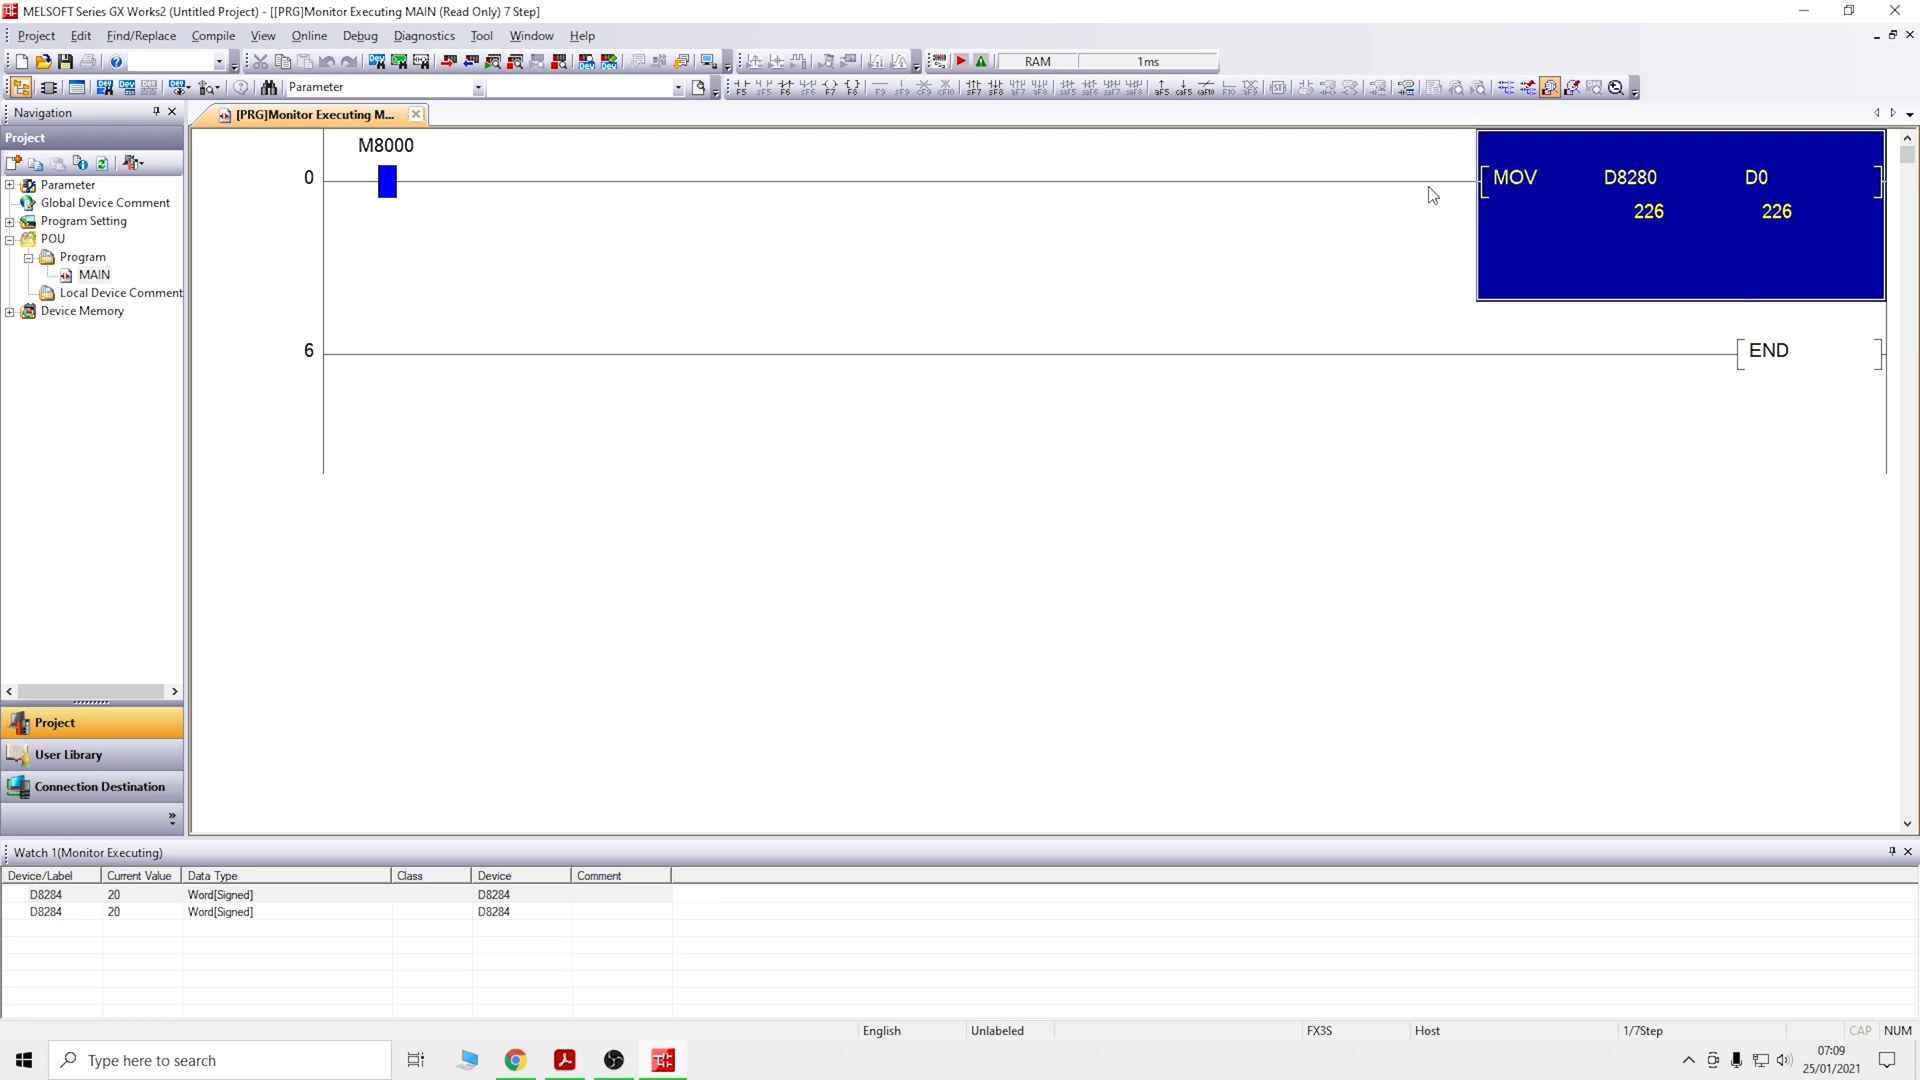 MELSOFT Series GX Works2 (Untitled Project) - [[PRG]Monitor Executing MAIN (Read Only) 7 Step]
Project Edit Find/Replace Compile View Online Debug Diagnostics Tool Window Help
RAM 1ms
Parameter
Navigation
[PRG]Monitor Executing M...
Project
Parameter
Global Device Comment
Program Setting
POU
Program
MAIN
Local Device Comment
Device Memory
M8000
0 MOV D8280 D0
226 226
6 END
Project
User Library
Connection Destination
Watch 1(Monitor Executing)
Device/Label Current Value Data Type Class Device Comment
D8284 20 Word[Signed] D8284
D8284 20 Word[Signed] D8284
English Unlabeled FX3S Host 1/7Step CAP NUM
Type here to search
07:09
25/01/2021